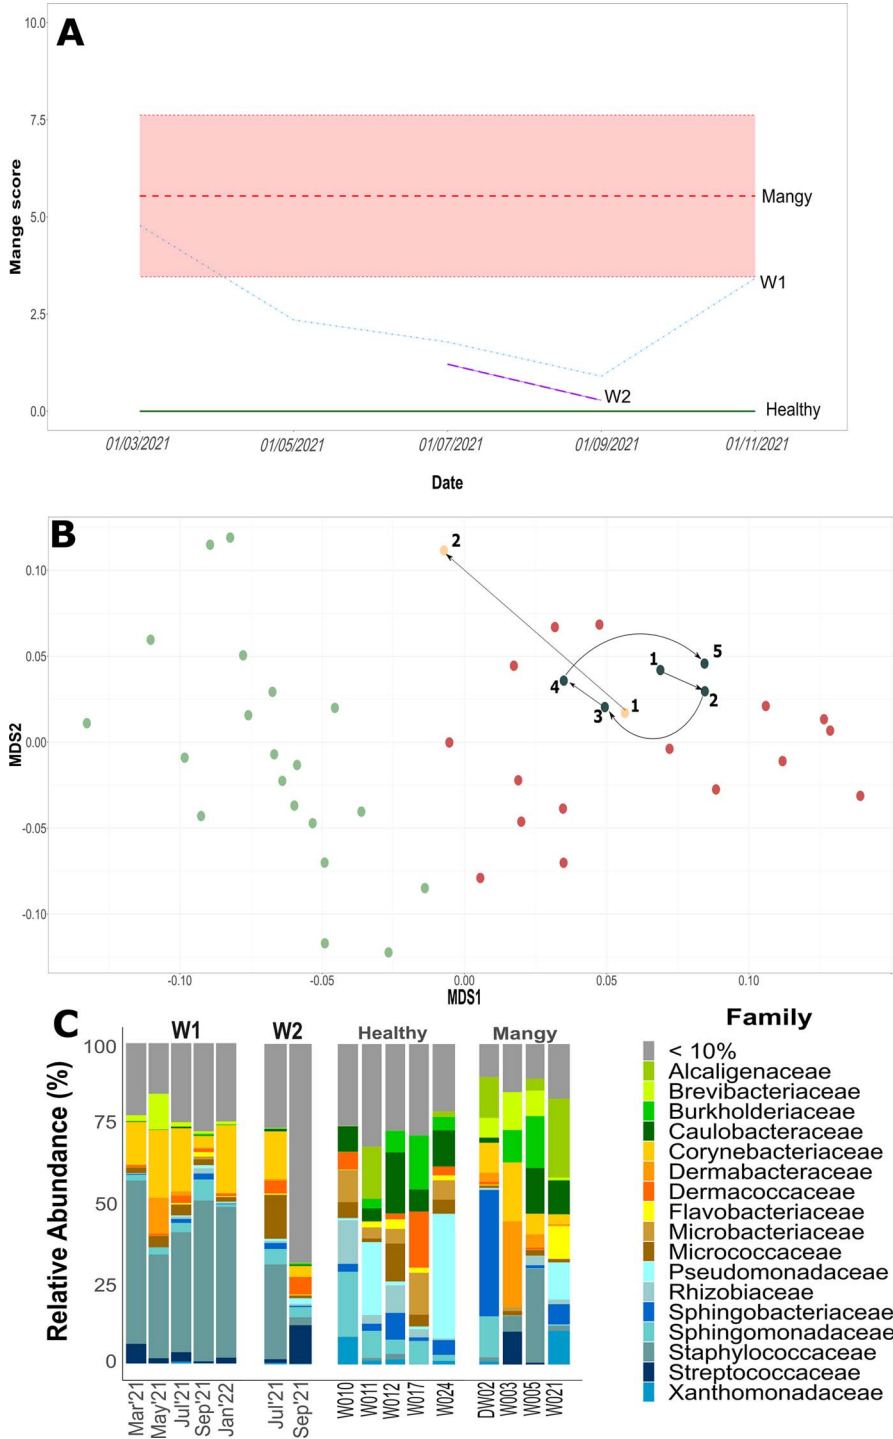 A
10.0
7.5
5.0
2.5
0.0
Mange score
Mangy
W1
W2
Healthy
01/03/2021 01/05/2021 01/07/2021 01/09/2021 01/11/2021
Date
B
0.10
0.05
0.00
-0.05
-0.10
MDS2
2
1
5
4
1
2
3
1
-0.10 -0.05 0.00 0.05 0.10
MDS1
C
W1 W2 Healthy Mangy
100
75
50
25
0
Relative Abundance (%)
Mar'21 May'21 Jul'21 Sep'21 Jan'22 Jul'21 Sep'21 W010 W011 W012 W017 W024 DW02 W003 W005 W021
Family
< 10%
Alcaligenaceae
Brevibacteriaceae
Burkholderiaceae
Caulobacteraceae
Corynebacteriaceae
Dermabacteraceae
Dermacoccaceae
Flavobacteriaceae
Microbacteriaceae
Micrococcaceae
Pseudomonadaceae
Rhizobiaceae
Sphingobacteriaceae
Sphingomonadaceae
Staphylococcaceae
Streptococcaceae
Xanthomonadaceae